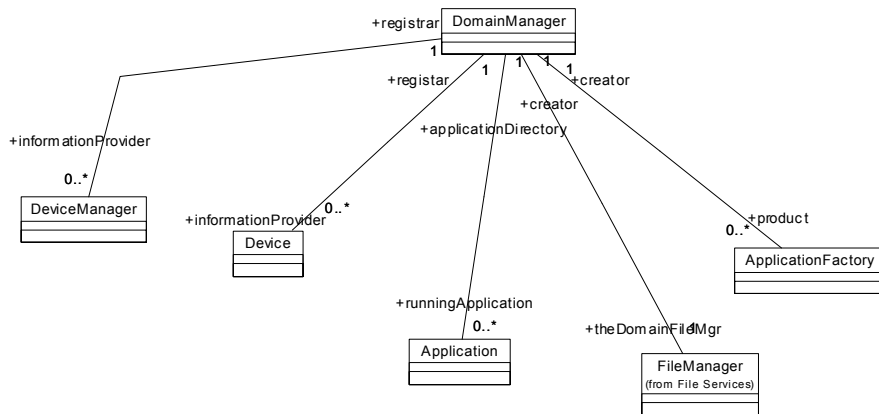 DomainManager
+registrar
1
+registar
1
1
1
1
+creator
+creator
+applicationDirectory
+informationProvider
0..*
DeviceManager
+informationProvider
0..*
Device
+product
0..*
ApplicationFactory
+runningApplication
0..*
Application
+theDomainFileMgr
1
FileManager
(from File Services)